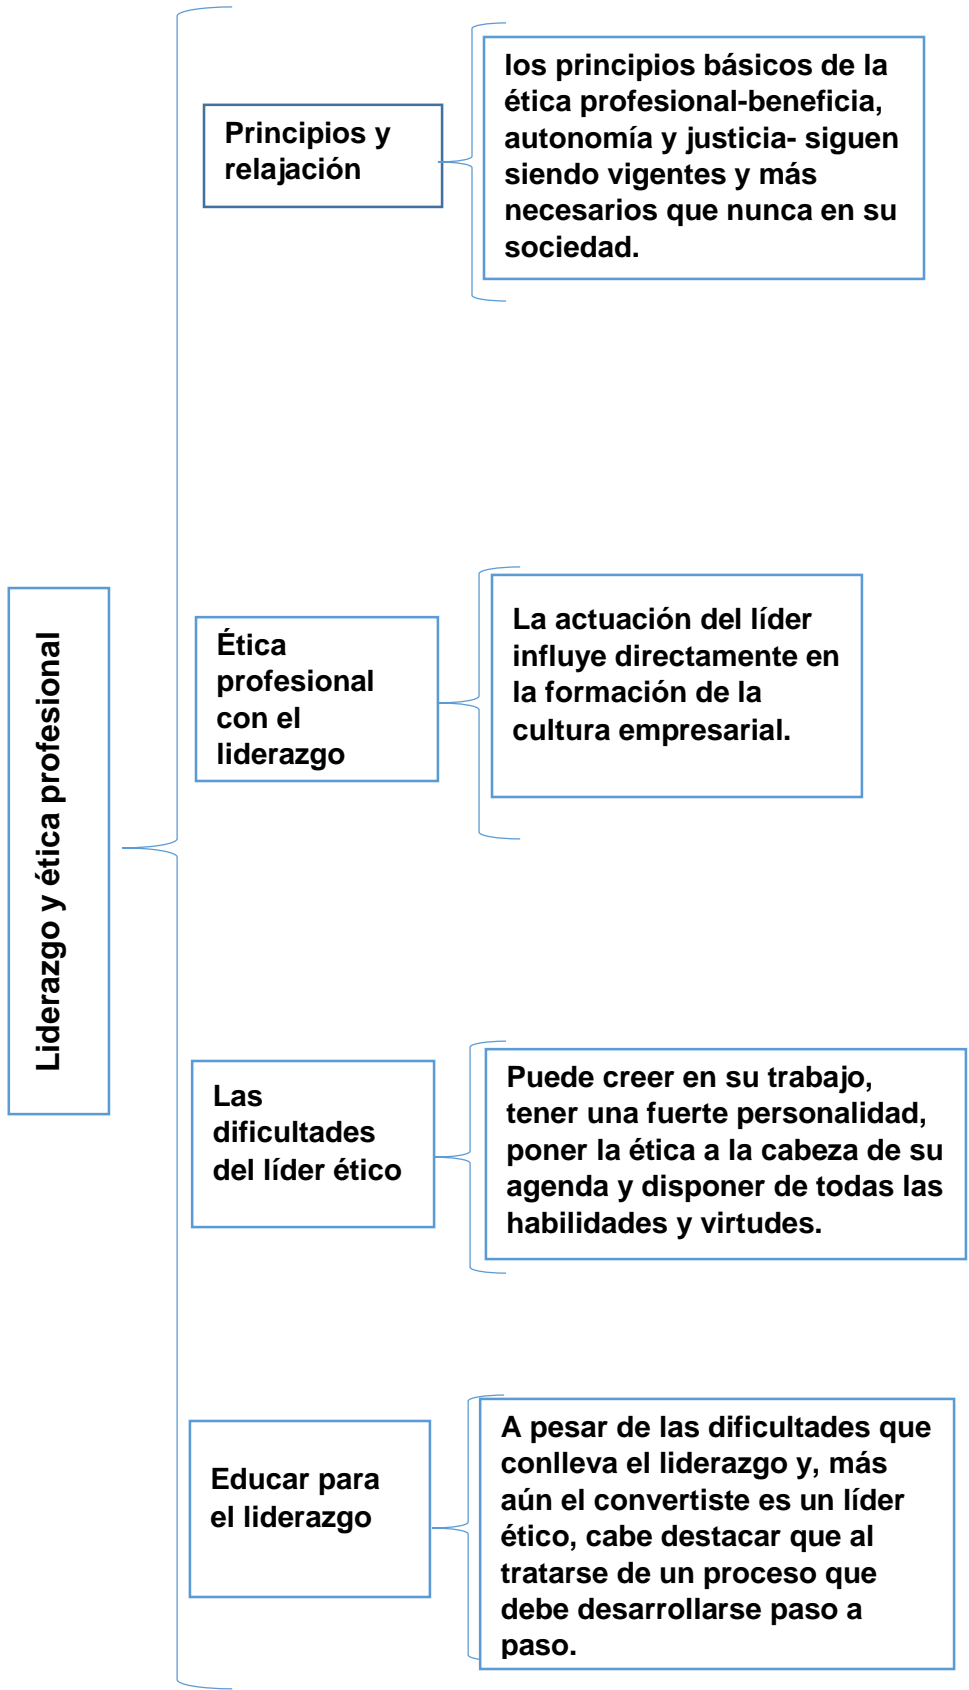 Liderazgo y ética profesional
Principios y
relajación
los principios básicos de la
ética profesional-beneficia,
autonomía y justicia- siguen
siendo vigentes y más
necesarios que nunca en su
sociedad.
Ética
profesional
con el
liderazgo
La actuación del líder
influye directamente en
la formación de la
cultura empresarial.
Las
dificultades
del líder ético
Puede creer en su trabajo,
tener una fuerte personalidad,
poner la ética a la cabeza de su
agenda y disponer de todas las
habilidades y virtudes.
Educar para
el liderazgo
A pesar de las dificultades que
conlleva el liderazgo y, más
aún el convertiste es un líder
ético, cabe destacar que al
tratarse de un proceso que
debe desarrollarse paso a
paso.